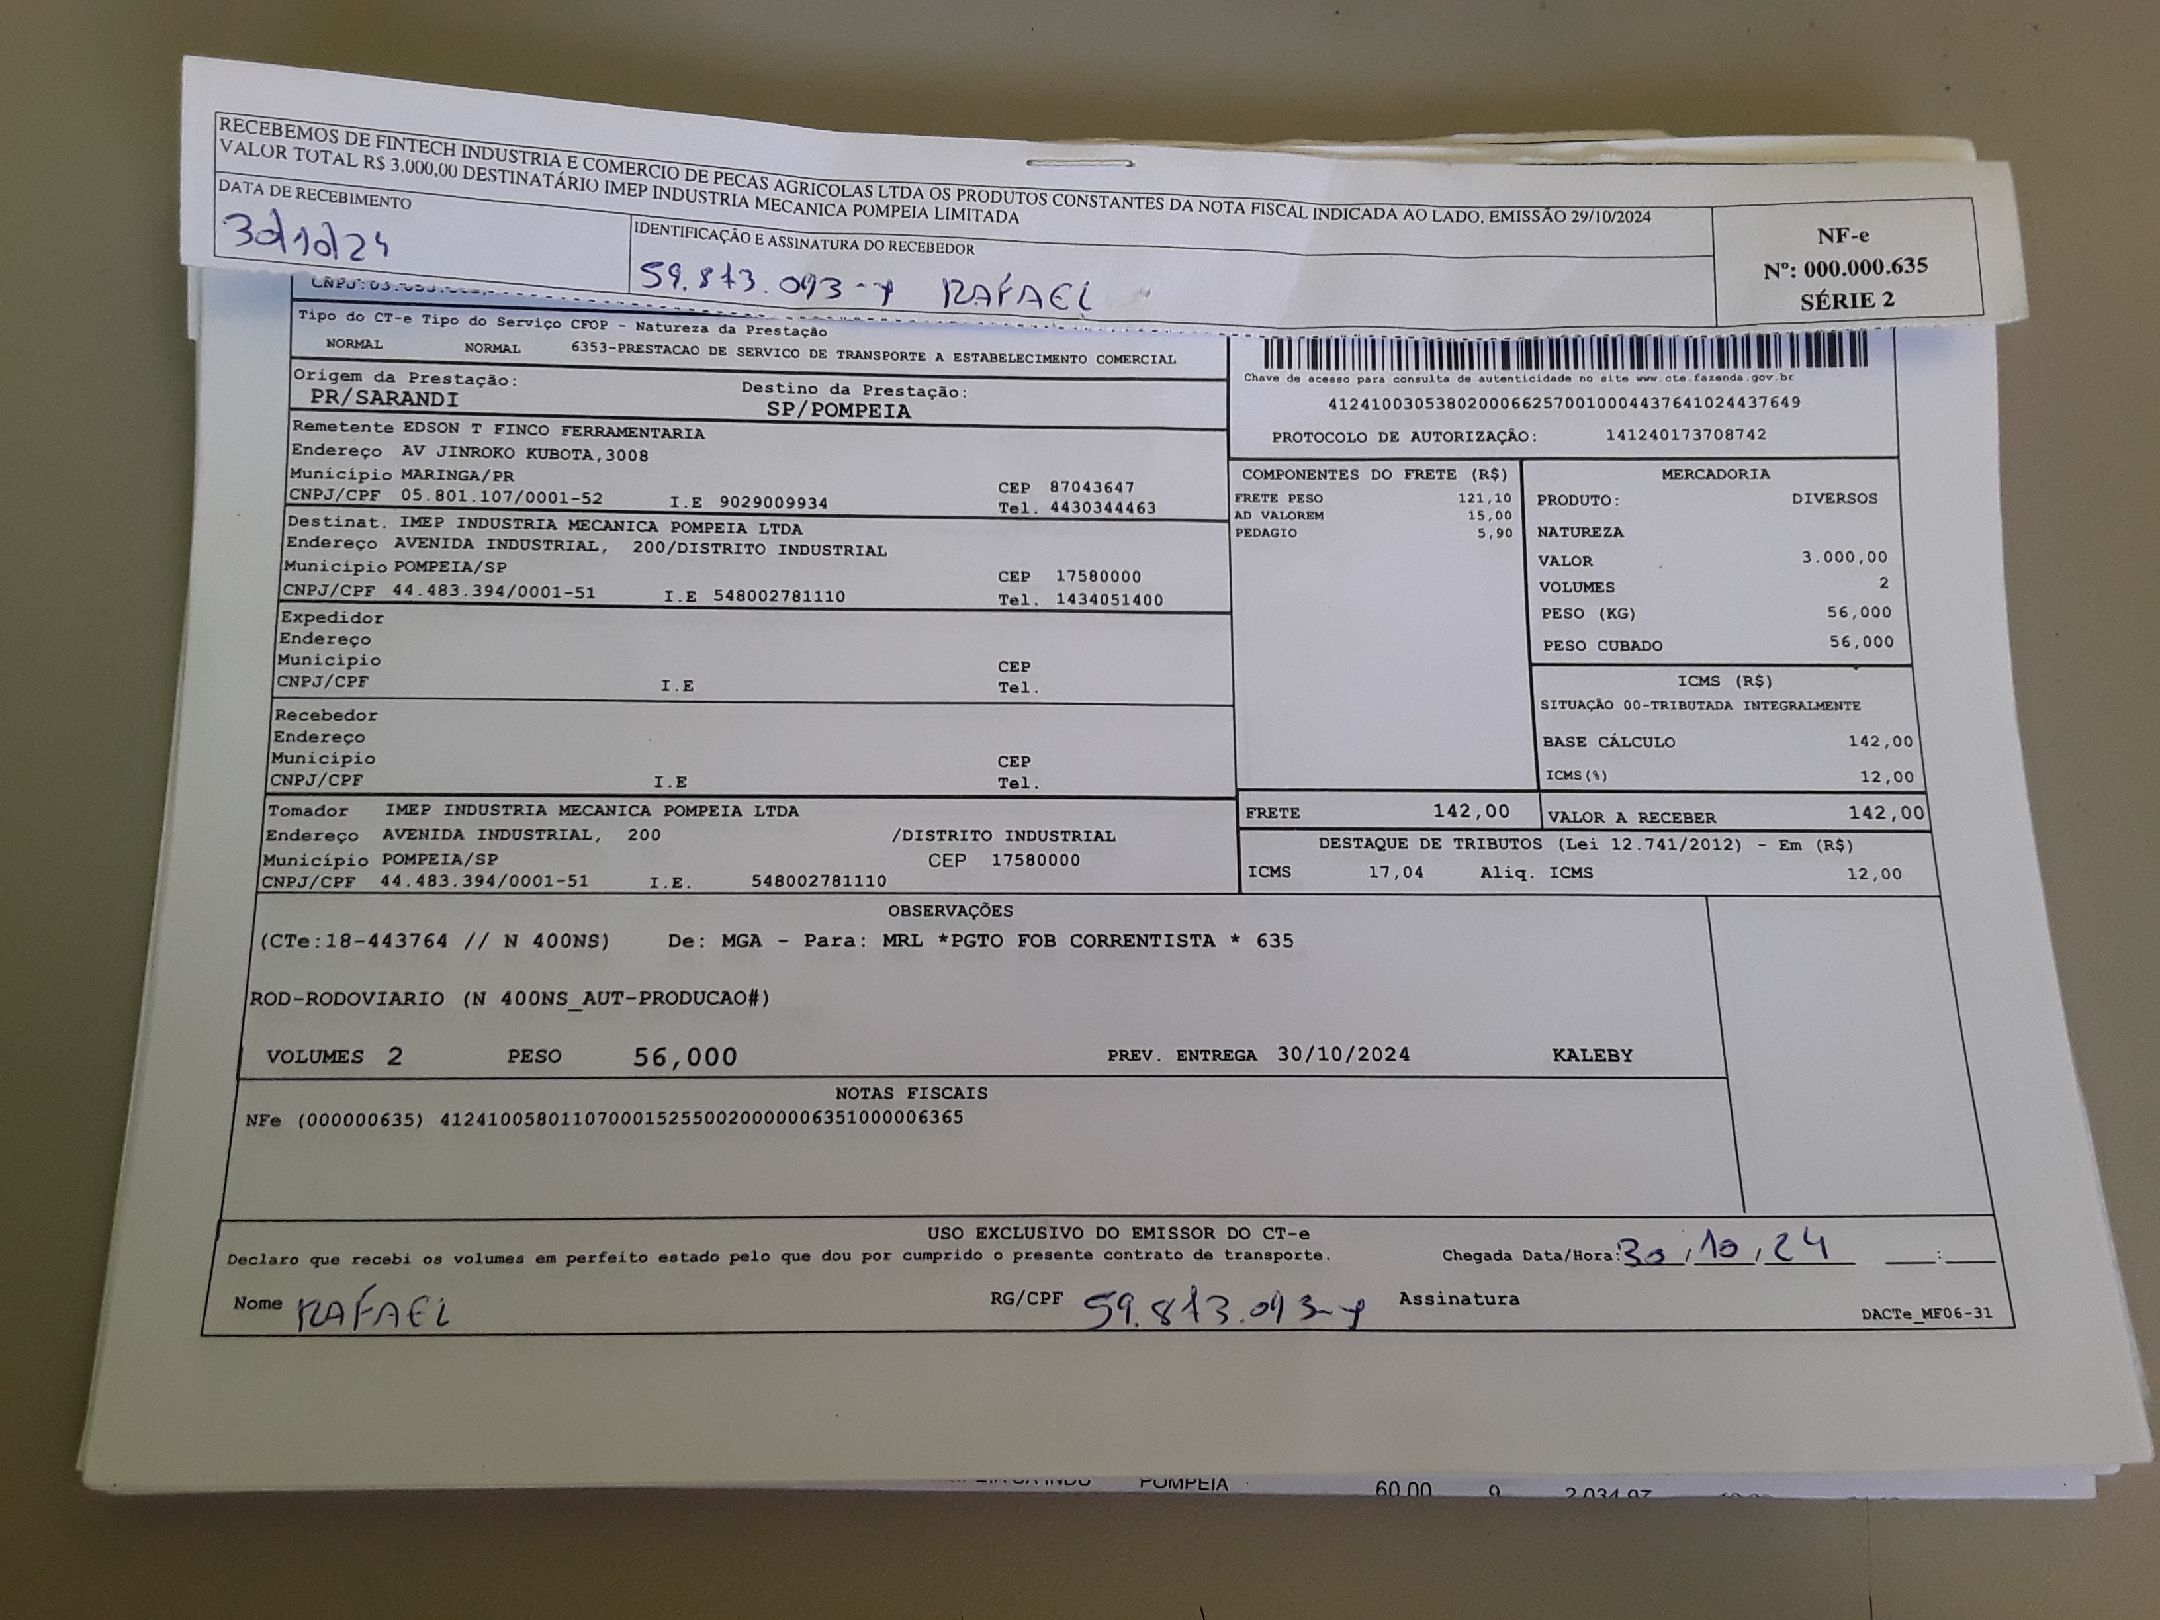 RECEBEMOS DE FINTECH INDUSTRIA E COMERCIO DE PECAS AGRICOLAS LTDA OS PRODUTOS CONSTANTES DA NOTA FISCAL INDICADA AO LADO, EMISSÃO 29/10/2024
VALOR TOTAL R$ 3.000,00 DESTINATÁRIO IMEP INDUSTRIA MECANICA POMPEIA LIMITADA
DATA DE RECEBIMENTO
30/10/24
IDENTIFICAÇÃO E ASSINATURA DO RECEBEDOR
RAFAEL
NF-e
Nº: 000.000.635
SÉRIE 2
Tipo do CT-e Tipo do Serviço CFOP - Natureza da Prestação
NORMAL NORMAL 6353-PRESTACAO DE SERVICO DE TRANSPORTE A ESTABELECIMENTO COMERCIAL
Origem da Prestação: Destino da Prestação:
PR/SARANDI SP/POMPEIA
Chave de acesso para consulta de autenticidade no site www.cte.fazenda.gov.br
41241003053802000662570010004437641024437649
PROTOCOLO DE AUTORIZAÇÃO: 141240173708742
Remetente EDSON T FINCO FERRAMENTARIA
Endereço AV JINROKO KUBOTA,3008
Município MARINGA/PR CEP 87043647
CNPJ/CPF 05.801.107/0001-52 I.E 9029009934 Tel. 4430344463
Destinat. IMEP INDUSTRIA MECANICA POMPEIA LTDA
Endereço AVENIDA INDUSTRIAL, 200/DISTRITO INDUSTRIAL
Município POMPEIA/SP CEP 17580000
CNPJ/CPF 44.483.394/0001-51 I.E 548002781110 Tel. 1434051400
Expedidor
Endereço
Município CEP
CNPJ/CPF I.E Tel.
Recebedor
Endereço
Município CEP
CNPJ/CPF I.E Tel.
Tomador IMEP INDUSTRIA MECANICA POMPEIA LTDA
Endereço AVENIDA INDUSTRIAL, 200 /DISTRITO INDUSTRIAL
Município POMPEIA/SP CEP 17580000
CNPJ/CPF 44.483.394/0001-51 I.E. 548002781110
COMPONENTES DO FRETE (R$)
FRETE PESO 121,10
AD VALOREM 15,00
PEDAGIO 5,90
MERCADORIA
PRODUTO: DIVERSOS
NATUREZA
VALOR 3.000,00
VOLUMES 2
PESO (KG) 56,000
PESO CUBADO 56,000
ICMS (R$)
SITUAÇÃO 00-TRIBUTADA INTEGRALMENTE
BASE CÁLCULO 142,00
ICMS(%) 12,00
FRETE 142,00 VALOR A RECEBER 142,00
DESTAQUE DE TRIBUTOS (Lei 12.741/2012) - Em (R$)
ICMS 17,04 Aliq. ICMS 12,00
OBSERVAÇÕES
(CTe:18-443764 // N 400NS) De: MGA - Para: MRL *PGTO FOB CORRENTISTA * 635
ROD-RODOVIARIO (N 400NS_AUT-PRODUCAO#)
VOLUMES 2 PESO 56,000 PREV. ENTREGA 30/10/2024 KALEBY
NOTAS FISCAIS
NFe (000000635) 41241005801107000152550020000006351000006365
USO EXCLUSIVO DO EMISSOR DO CT-e
Declaro que recebi os volumes em perfeito estado pelo que dou por cumprido o presente contrato de transporte. Chegada Data/Hora: 30/10/24 __:__
Nome RAFAEL RG/CPF Assinatura
DACTe_MF06-31
POMPEIA 60,00 9 2.034,97